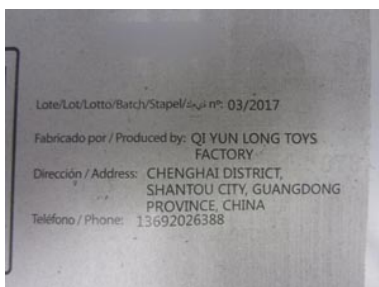 Lote/Lot/Lotto/Batch/Stapel/ nº: 03/2017
Fabricado por / Produced by: QI YUN LONG TOYS
FACTORY
Dirección / Address: CHENGHAI DISTRICT,
SHANTOU CITY, GUANGDONG
PROVINCE, CHINA
Teléfono / Phone: 13692026388